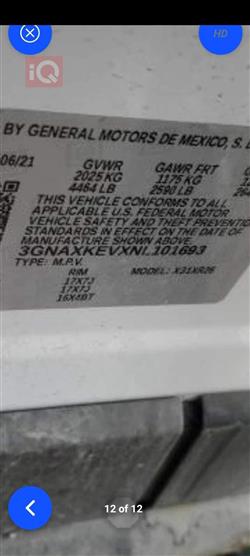 HD
iQ
BY GENERAL MOTORS DE MEXICO, S.
06/21 GVWR GAWR FRT
2025 KG 1175 KG
4464 LB 2590 LB
THIS VEHICLE CONFORMS TO ALL
APPLICABLE U.S. FEDERAL MOTOR
VEHICLE SAFETY AND THEFT PREVENTION
STANDARDS IN EFFECT ON THE DATE OF
MANUFACTURE SHOWN ABOVE.
3GNAXKEVXNL101693
TYPE: M.P.V. MODEL: X31XR26
RIM
17X7J
17X7J
16X4BT
12 of 12